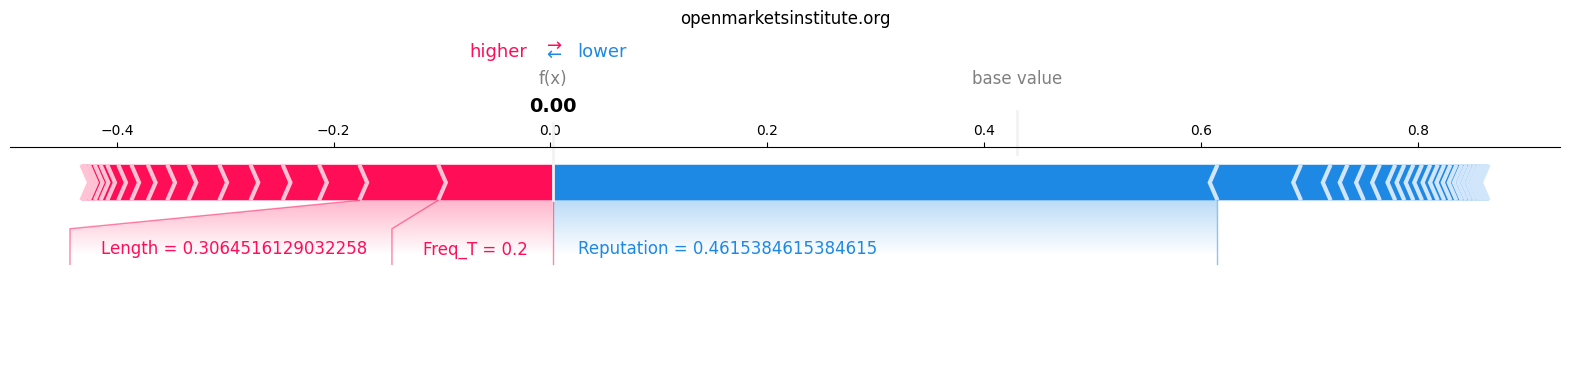 openmarketsinstitute.org
higher ⇄ lower
f(x) base value
0.00
−0.4 −0.2 0.0 0.2 0.4 0.6 0.8
Length = 0.3064516129032258 Freq_T = 0.2 Reputation = 0.4615384615384615